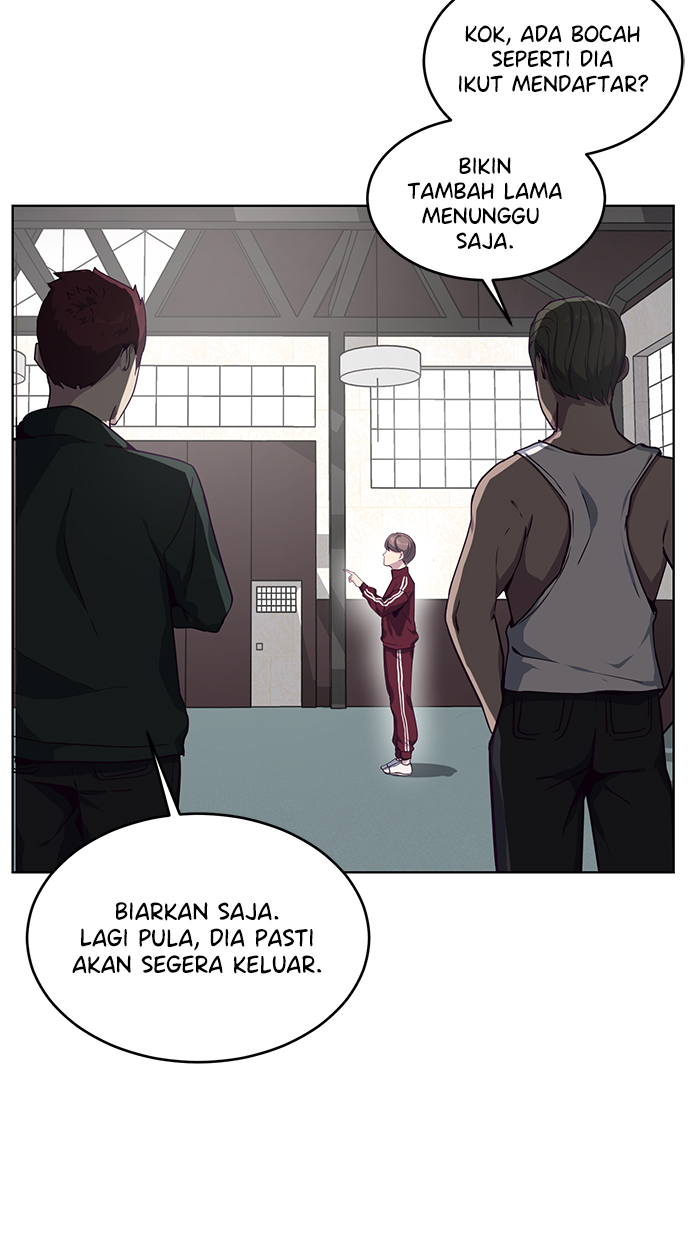 KOK, ADA BOCAH
SEPERTI DIA
IKUT MENDAFTAR?
BIKIN
TAMBAH LAMA
MENUNGGU
SAJA.
BIARKAN SAJA.
LAGI PULA, DIA PASTI
AKAN SEGERA KELUAR.